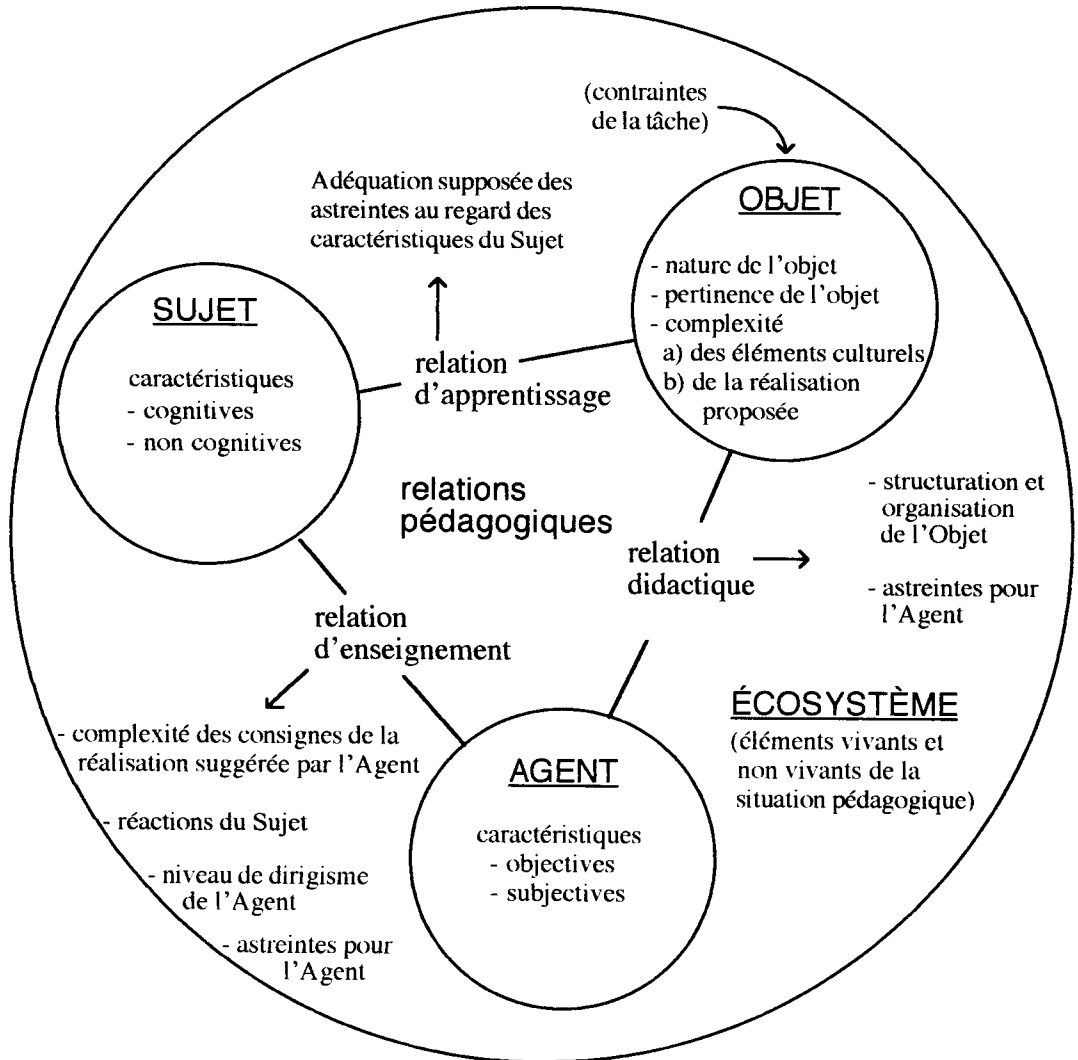 (contraintes
de la tâche)
Adéquation supposée des
astreintes au regard des
caractéristiques du Sujet
OBJET
- nature de l'objet
- pertinence de l'objet
- complexité
a) des éléments culturels
b) de la réalisation
proposée
SUJET
caractéristiques
- cognitives
- non cognitives
relation
d'apprentissage
relations
pédagogiques
relation
didactique
- structuration et
organisation
de l'Objet
- astreintes pour
l'Agent
relation
d'enseignement
- complexité des consignes de la
réalisation suggérée par l'Agent
- réactions du Sujet
- niveau de dirigisme
de l'Agent
- astreintes pour
l'Agent
AGENT
caractéristiques
- objectives
- subjectives
ÉCOSYSTÈME
(éléments vivants et
non vivants de la
situation pédagogique)